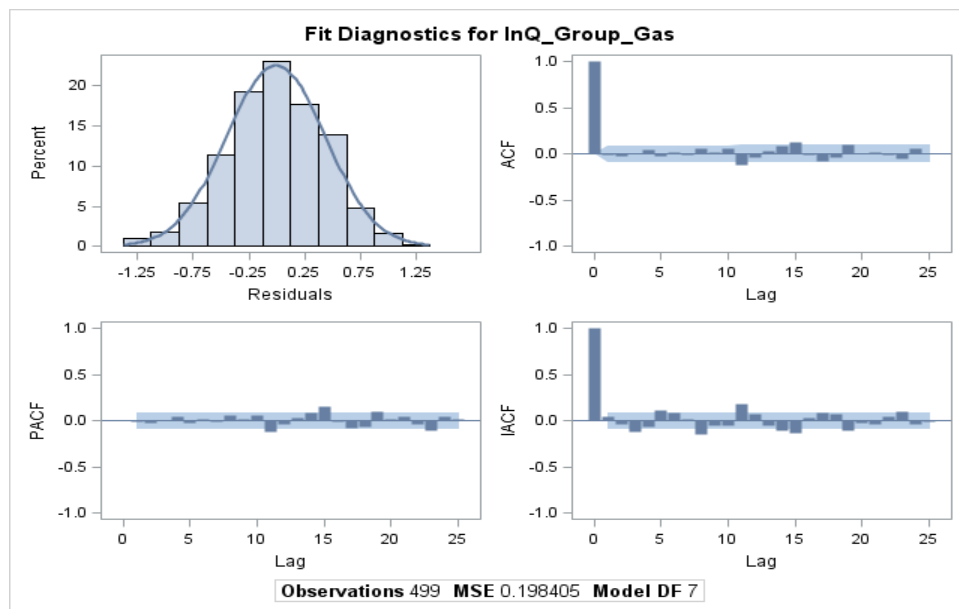 Fit Diagnostics for lnQ_Group_Gas
Percent
20
15
10
5
0
-1.25 -0.75 -0.25 0.25 0.75 1.25
Residuals
ACF
1.0
0.5
0.0
-0.5
-1.0
0 5 10 15 20 25
Lag
PACF
1.0
0.5
0.0
-0.5
-1.0
0 5 10 15 20 25
Lag
IACF
1.0
0.5
0.0
-0.5
-1.0
0 5 10 15 20 25
Lag
Observations 499 MSE 0.198405 Model DF 7